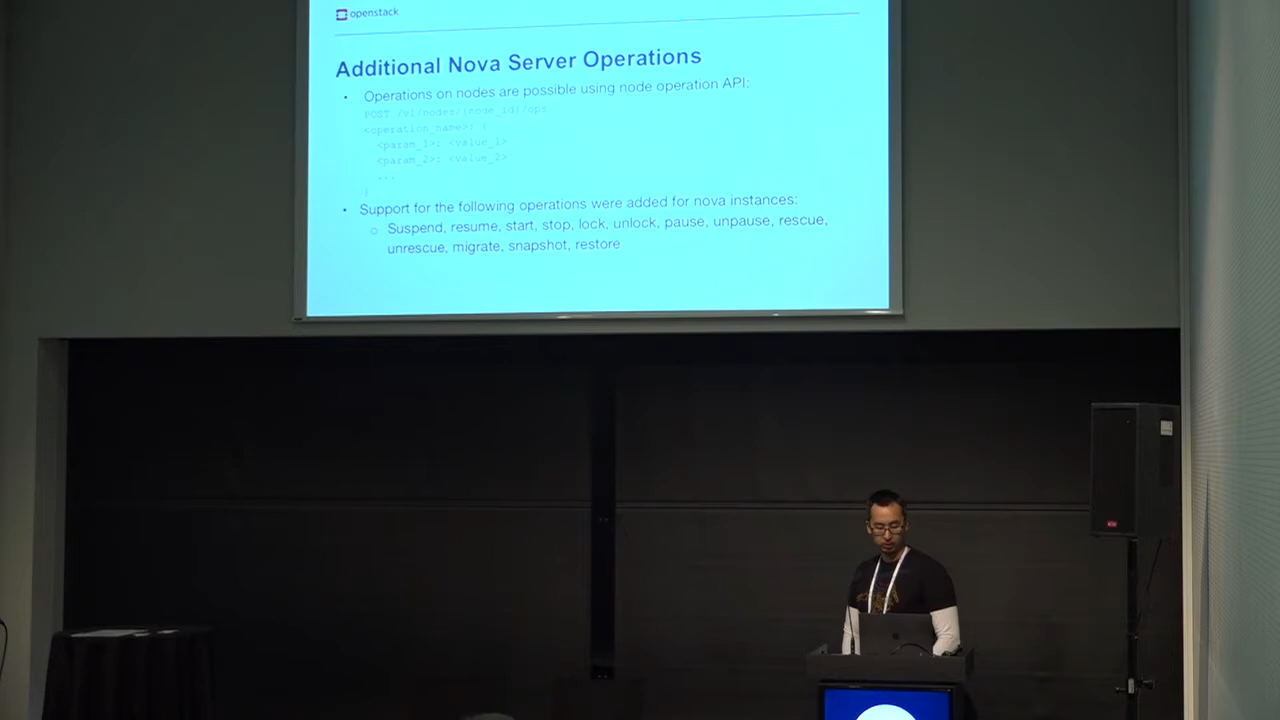 openstack
Additional Nova Server Operations
• Operations on nodes are possible using node operation API:
POST /v1/nodes/{node_id}/ops
<operation_name>: {
<param_1>: <value_1>
<param_2>: <value_2>
...
}
• Support for the following operations were added for nova instances:
○ Suspend, resume, start, stop, lock, unlock, pause, unpause, rescue,
unrescue, migrate, snapshot, restore